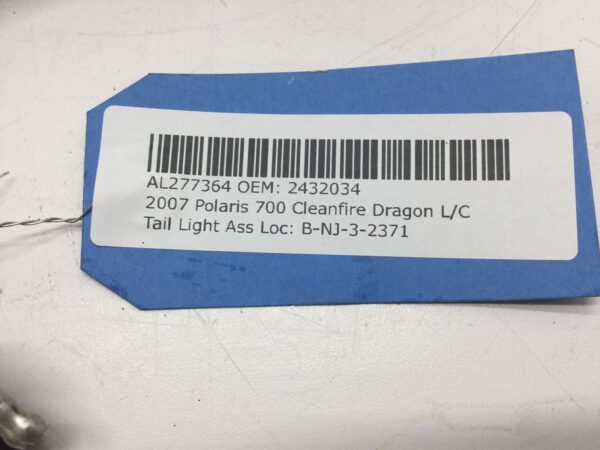 AL277364 OEM: 2432034
2007 Polaris 700 Cleanfire Dragon L/C
Tail Light Ass Loc: B-NJ-3-2371